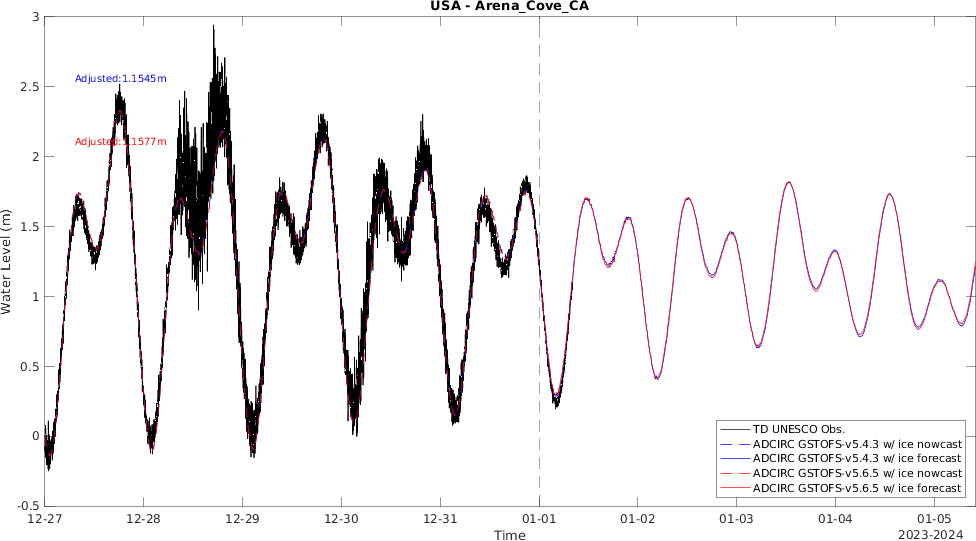 USA - Arena_Cove_CA
3
2.5
2
1.5
1
0.5
0
-0.5
Water Level (m)
Adjusted:1.1545m
Adjusted:1.1577m
TD UNESCO Obs.
ADCIRC GSTOFS-v5.4.3 w/ ice nowcast
ADCIRC GSTOFS-v5.4.3 w/ ice forecast
ADCIRC GSTOFS-v5.6.5 w/ ice nowcast
ADCIRC GSTOFS-v5.6.5 w/ ice forecast
12-27 12-28 12-29 12-30 12-31 01-01 01-02 01-03 01-04 01-05
Time
2023-2024